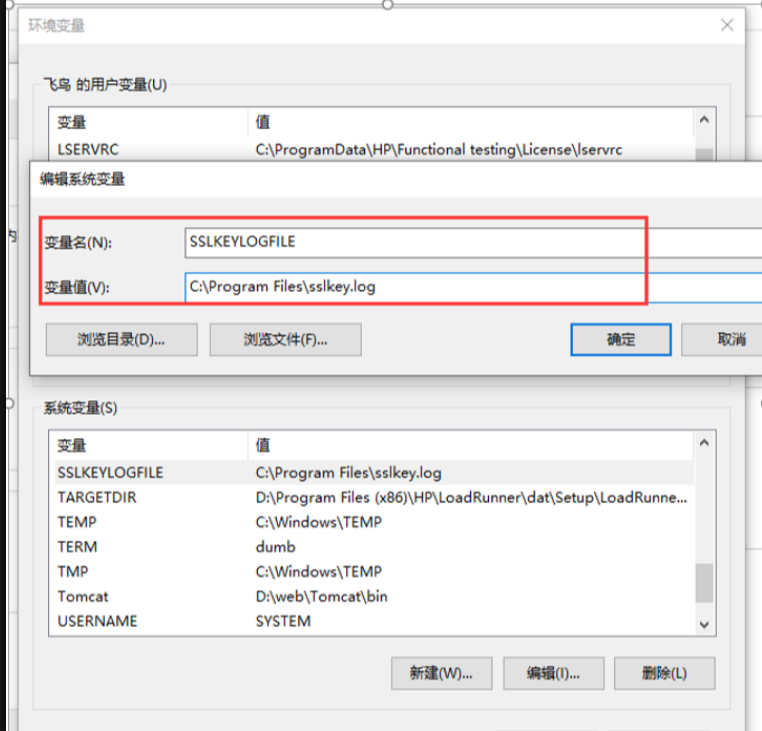 环境变量
飞鸟 的用户变量(U)
变量 值
LSERVRC C:\ProgramData\HP\Functional testing\License\lservrc
编辑系统变量
变量名(N): SSLKEYLOGFILE
变量值(V): C:\Program Files\sslkey.log
浏览目录(D)... 浏览文件(F)... 确定 取消
系统变量(S)
变量 值
SSLKEYLOGFILE C:\Program Files\sslkey.log
TARGETDIR D:\Program Files (x86)\HP\LoadRunner\dat\Setup\LoadRunne...
TEMP C:\Windows\TEMP
TERM dumb
TMP C:\Windows\TEMP
Tomcat D:\web\Tomcat\bin
USERNAME SYSTEM
新建(W)... 编辑(I)... 删除(L)